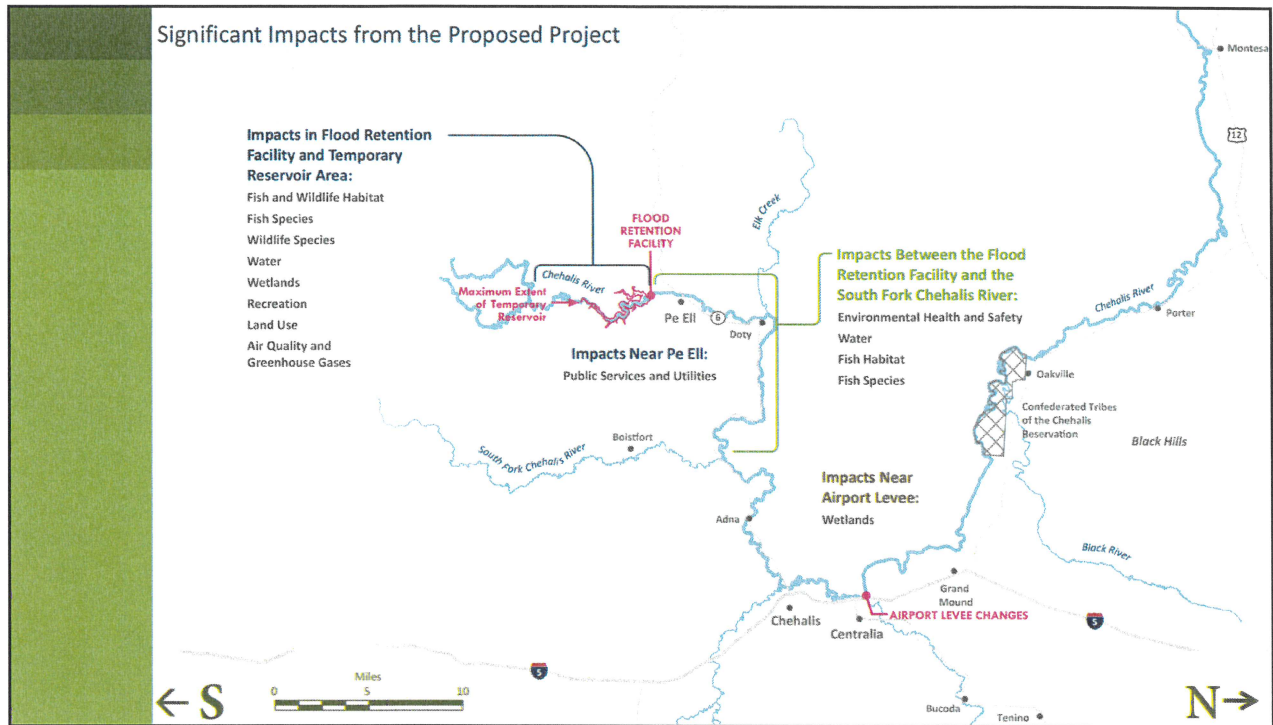 Significant Impacts from the Proposed Project
Montesa
12
Impacts in Flood Retention
Facility and Temporary
Reservoir Area:
Fish and Wildlife Habitat
Fish Species
Wildlife Species
Water
Wetlands
Recreation
Land Use
Air Quality and
Greenhouse Gases
FLOOD
RETENTION
FACILITY
Elk Creek
Chehalis River
Maximum Extent
of Temporary
Reservoir
Pe Ell
6
Doty
Impacts Near Pe Ell:
Public Services and Utilities
Impacts Between the Flood
Retention Facility and the
South Fork Chehalis River:
Environmental Health and Safety
Water
Fish Habitat
Fish Species
Chehalis River
Porter
Oakville
Confederated Tribes
of the Chehalis
Reservation
Black Hills
Boistfort
South Fork Chehalis River
Impacts Near
Airport Levee:
Wetlands
Adna
Black River
Grand
Mound
AIRPORT LEVEE CHANGES
Chehalis
Centralia
5
5
Miles
0 5 10
← S
N →
Bucoda
Tenino